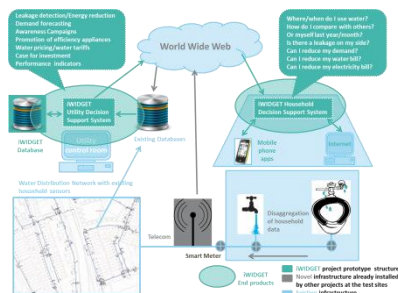 Leakage detection/Energy reduction
Demand forecasting
Awareness Campaigns
Promotion of efficiency appliances
Water pricing/water tariffs
Case for investment
Performance indicators
World Wide Web
Where/when do I use water?
How do I compare with others?
Or myself last year/month?
Is there a leakage on my side?
Can I reduce my demand?
Can I reduce my water bill?
Can I reduce my electricity bill?
iWIDGET
Utility Decision
Support System
iWIDGET
Database
Utility
Control Room
Existing Databases
iWIDGET Household
Decision Support System
Mobile
phone
apps
Internet
Water Distribution Network with existing
household sensors
Telecom
Smart Meter
Disaggregation
of household
data
iWIDGET
End products
iWIDGET project prototype structure
Novel infrastructure already installed
by other projects at the test sites
infrastructure